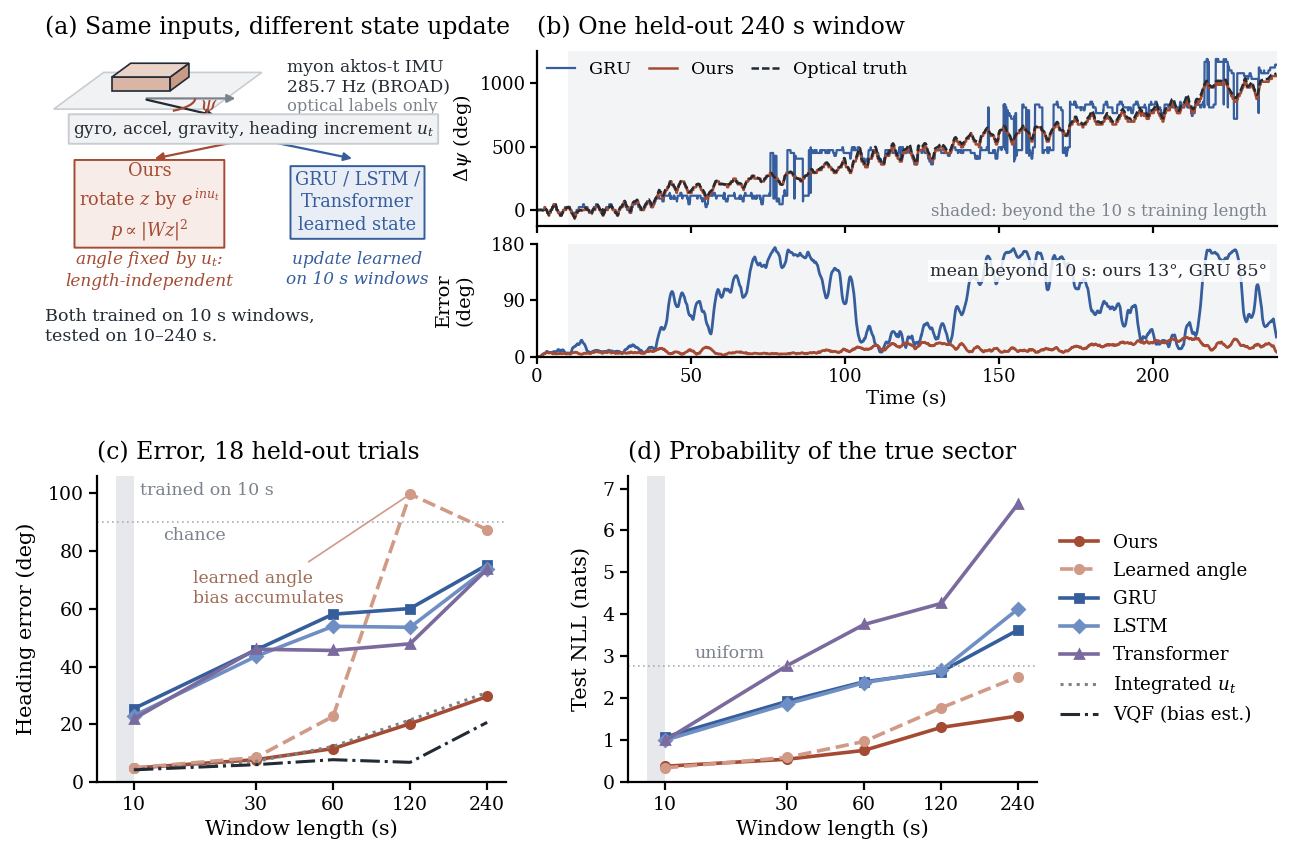 (a) Same inputs, different state update
myon aktos-t IMU
285.7 Hz (BROAD)
optical labels only
ψ
gyro, accel, gravity, heading increment u_t
Ours
rotate z by e^{inu_t}
p ∝ |Wz|²
GRU / LSTM /
Transformer
learned state
angle fixed by u_t:
length-independent
update learned
on 10 s windows
Both trained on 10 s windows,
tested on 10–240 s.
(b) One held-out 240 s window
GRU
Ours
Optical truth
Δψ (deg)
1000
500
0
shaded: beyond the 10 s training length
Error
(deg)
180
90
0
mean beyond 10 s: ours 13°, GRU 85°
0 50 100 150 200
Time (s)
(c) Error, 18 held-out trials
Heading error (deg)
100
80
60
40
20
0
trained on 10 s
chance
learned angle
bias accumulates
10 30 60 120 240
Window length (s)
(d) Probability of the true sector
Test NLL (nats)
7
6
5
4
3
2
1
0
uniform
10 30 60 120 240
Window length (s)
Ours
Learned angle
GRU
LSTM
Transformer
Integrated u_t
VQF (bias est.)